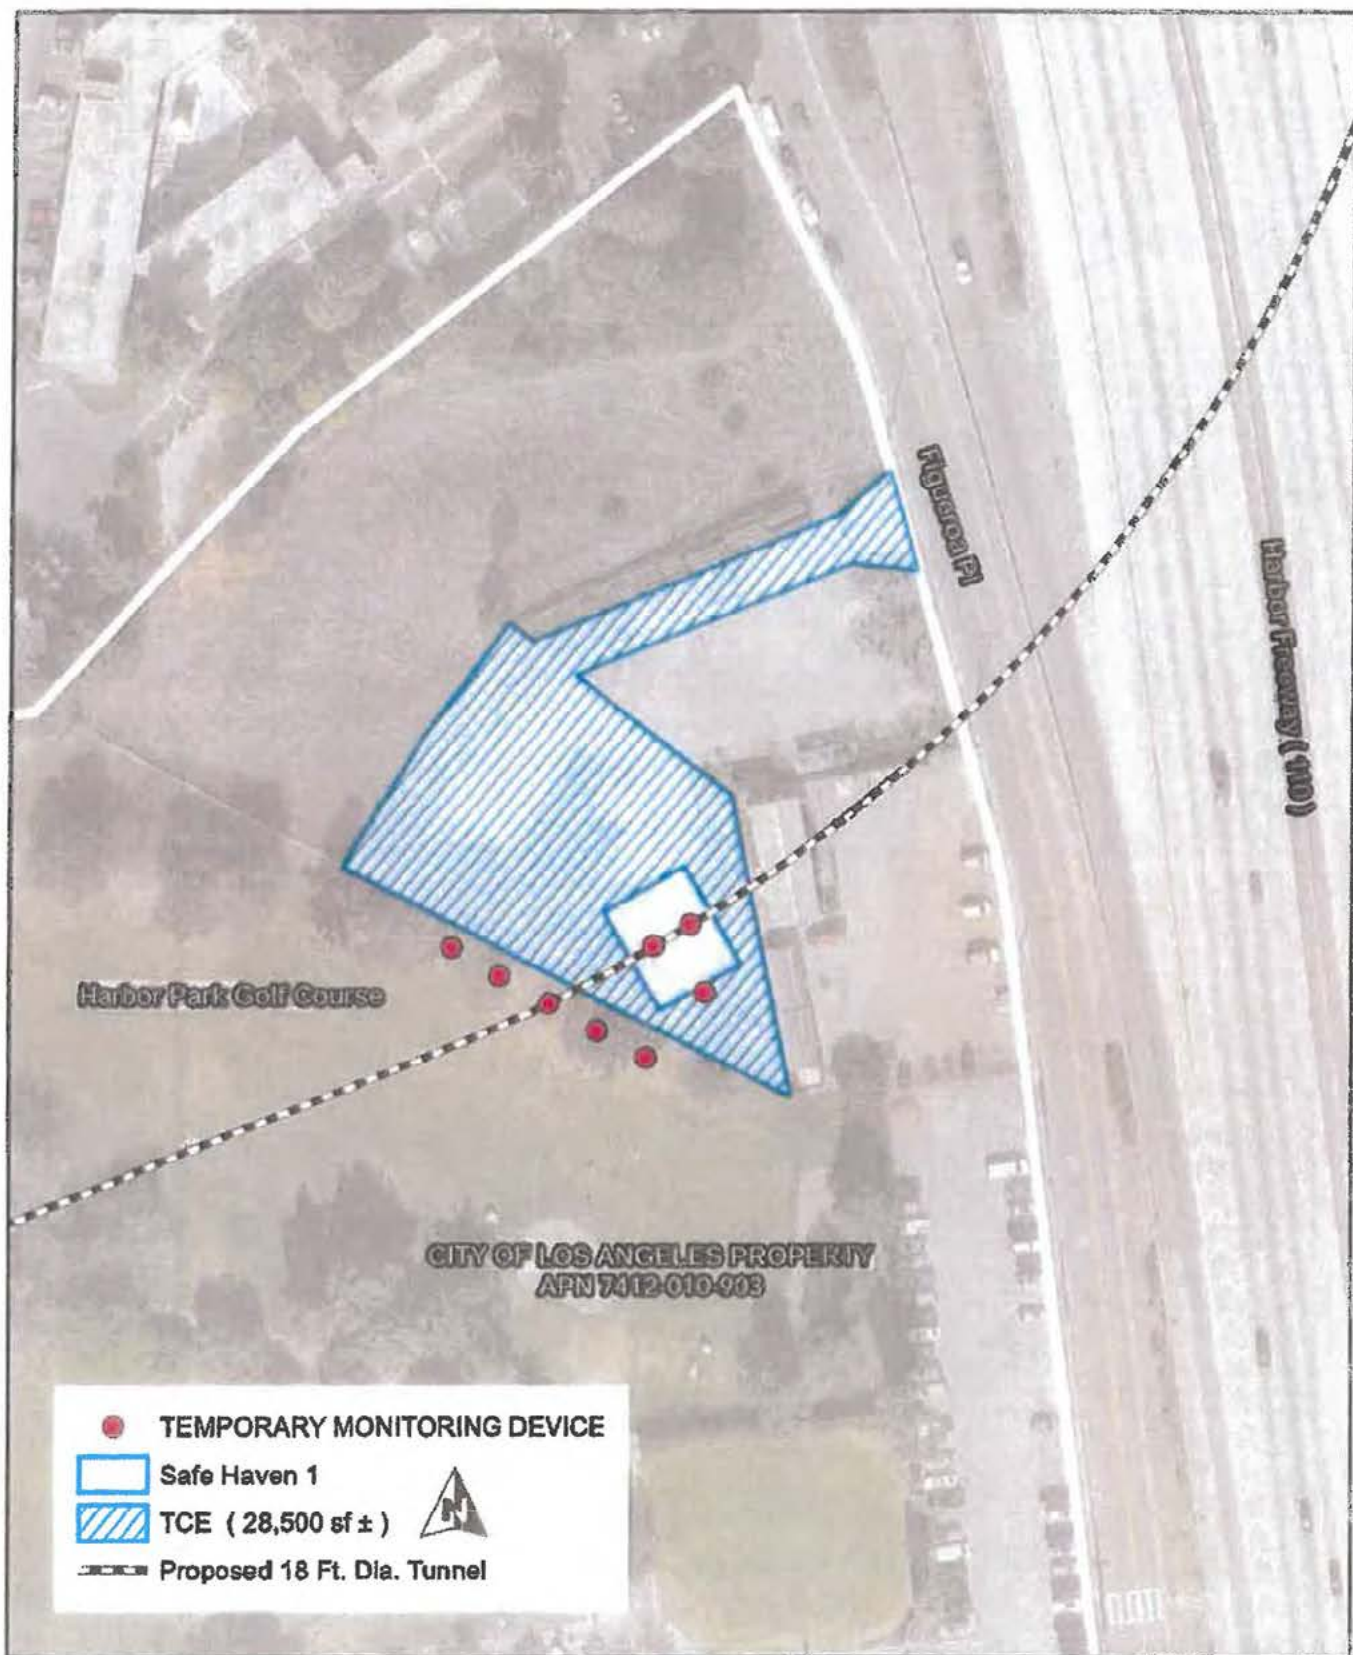 Figueroa Pl
Harbor Freeway ( 110 )
Harbor Park Golf Course
CITY OF LOS ANGELES PROPERTY
APN 7412-010-903
TEMPORARY MONITORING DEVICE
Safe Haven 1
TCE ( 28,500 sf ± )
N
Proposed 18 Ft. Dia. Tunnel